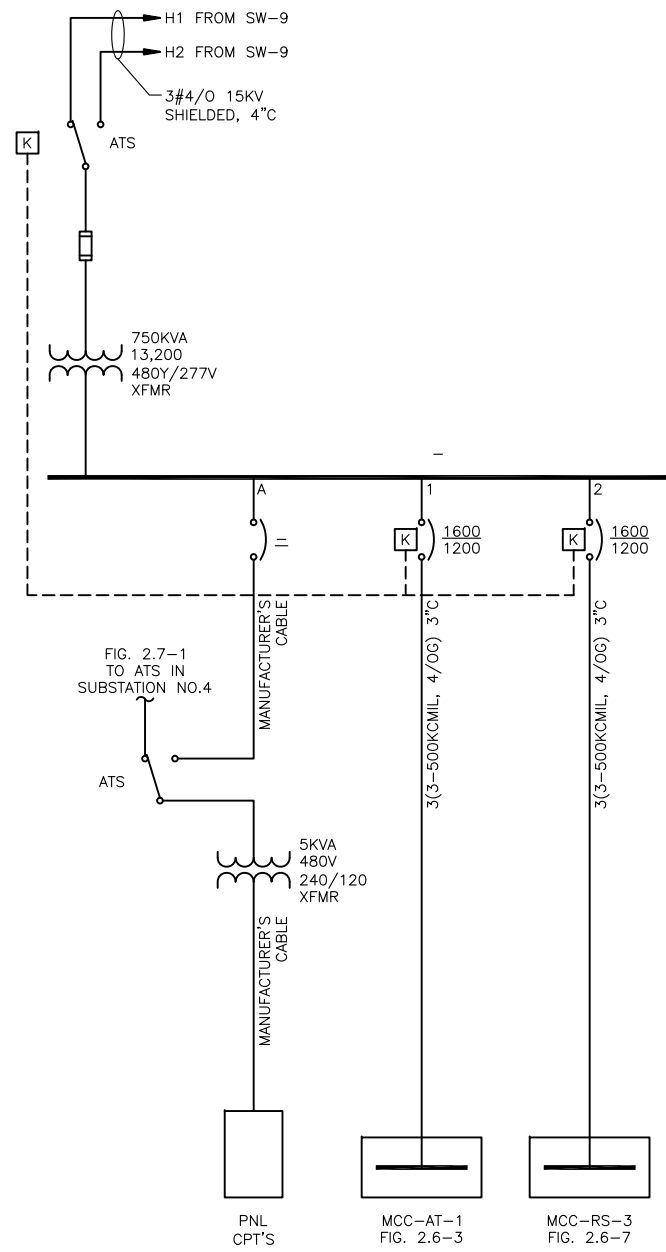 H1 FROM SW-9
H2 FROM SW-9
3#4/0 15KV
SHIELDED, 4"C
K
ATS
750KVA
13,200
480Y/277V
XFMR
–
A
1
2
–
K
1600
1200
K
1600
1200
MANUFACTURER'S
CABLE
3(3-500KCMIL, 4/0G) 3"C
3(3-500KCMIL, 4/0G) 3"C
FIG. 2.7-1
TO ATS IN
SUBSTATION NO.4
ATS
5KVA
480V
240/120
XFMR
MANUFACTURER'S
CABLE
PNL
CPT'S
MCC-AT-1
FIG. 2.6-3
MCC-RS-3
FIG. 2.6-7